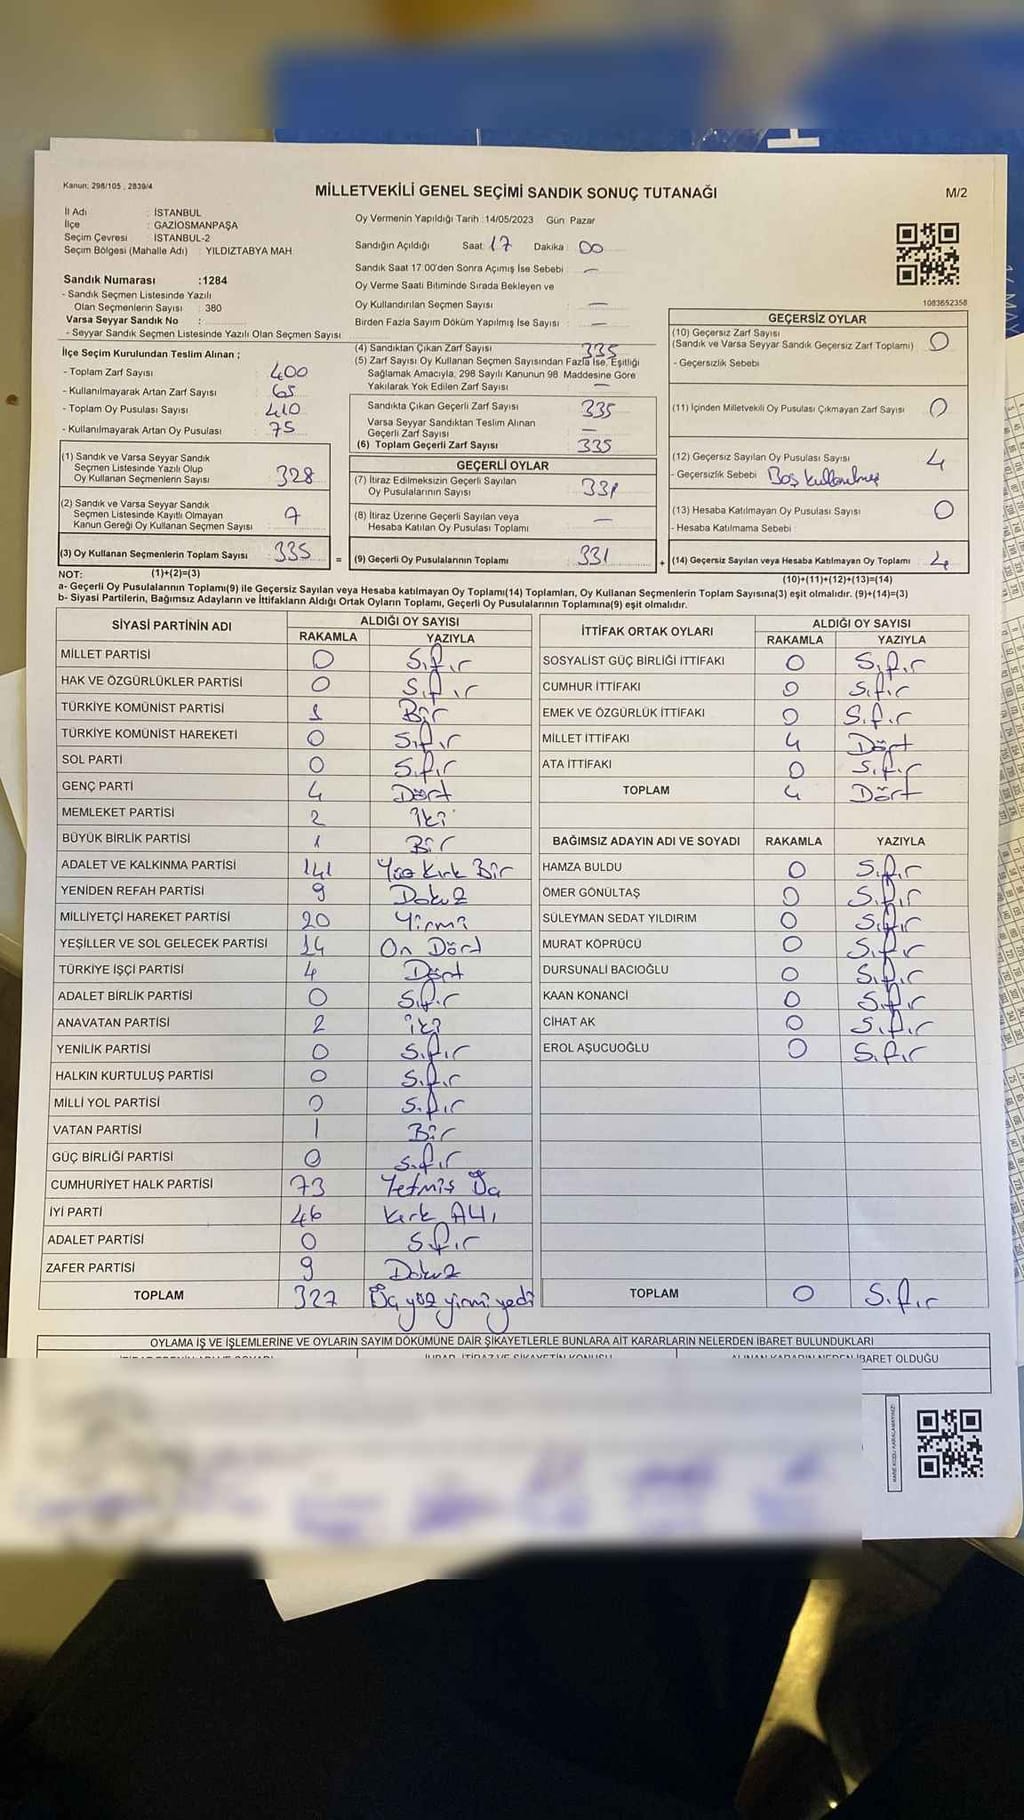 Kanun: 298/105 , 2839/4
MİLLETVEKİLİ GENEL SEÇİMİ SANDIK SONUÇ TUTANAĞI
M/2
İl Adı : İSTANBUL
İlçe : GAZİOSMANPAŞA
Seçim Çevresi : İSTANBUL-2
Seçim Bölgesi (Mahalle Adı) : YILDIZTABYA MAH
Sandık Numarası :1284
- Sandık Seçmen Listesinde Yazılı
Olan Seçmenlerin Sayısı : 380
Varsa Seyyar Sandık No :
- Seyyar Sandık Seçmen Listesinde Yazılı Olan Seçmen Sayısı
Oy Vermenin Yapıldığı Tarih :14/05/2023 Gün: Pazar
Sandığın Açıldığı Saat: 17 Dakika : 00
Sandık Saat 17:00'den Sonra Açımış İse Sebebi —
Oy Verme Saati Bitiminde Sırada Bekleyen ve
Oy Kullandırılan Seçmen Sayısı : —
Birden Fazla Sayım Döküm Yapılmış İse Sayısı : —
1083652358
İlçe Seçim Kurulundan Teslim Alınan ;
- Toplam Zarf Sayısı : 400
- Kullanılmayarak Artan Zarf Sayısı : 65
- Toplam Oy Pusulası Sayısı : 410
- Kullanılmayarak Artan Oy Pusulası : 75
(1) Sandık ve Varsa Seyyar Sandık
Seçmen Listesinde Yazılı Olup
Oy Kullanan Seçmenlerin Sayısı : 328
(2) Sandık ve Varsa Seyyar Sandık
Seçmen Listesinde Kayıtlı Olmayan
Kanun Gereği Oy Kullanan Seçmen Sayısı : 7
(3) Oy Kullanan Seçmenlerin Toplam Sayısı : 335
(4) Sandıktan Çıkan Zarf Sayısı 335
(5) Zarf Sayısı Oy Kullanan Seçmen Sayısından Fazla İse, Eşitliği
Sağlamak Amacıyla, 298 Sayılı Kanunun 98. Maddesine Göre
Yakılarak Yok Edilen Zarf Sayısı : —
Sandıkta Çıkan Geçerli Zarf Sayısı : 335
Varsa Seyyar Sandıktan Teslim Alınan
Geçerli Zarf Sayısı : —
(6) Toplam Geçerli Zarf Sayısı : 335
GEÇERLİ OYLAR
(7) İtiraz Edilmeksizin Geçerli Sayılan
Oy Pusulalarının Sayısı : 331
(8) İtiraz Üzerine Geçerli Sayılan veya
Hesaba Katılan Oy Pusulaları Toplamı : —
= (9) Geçerli Oy Pusulalarının Toplamı : 331
GEÇERSİZ OYLAR
(10) Geçersiz Zarf Sayısı
(Sandık ve Varsa Seyyar Sandık Geçersiz Zarf Toplamı) : 0
- Geçersizlik Sebebi :
(11) İçinden Milletvekili Oy Pusulası Çıkmayan Zarf Sayısı : 0
(12) Geçersiz Sayılan Oy Pusulası Sayısı : 4
- Geçersizlik Sebebi : Boş kullanılmış
(13) Hesaba Katılmayan Oy Pusulası Sayısı : 0
- Hesaba Katılmama Sebebi :
+ (14) Geçersiz Sayılan veya Hesaba Katılmayan Oy Pusulası Toplamı : 4
NOT: (1)+(2)=(3)
(10)+(11)+(12)+(13)=(14)
a- Geçerli Oy Pusulalarının Toplamı(9) ile Geçersiz Sayılan veya Hesaba katılmayan Oy Toplamı(14) Toplamları, Oy Kullanan Seçmenlerin Toplam Sayısına(3) eşit olmalıdır. (9)+(14)=(3)
b- Siyasi Partilerin, Bağımsız Adayların ve İttifakların Aldığı Ortak Oyların Toplamı, Geçerli Oy Pusulalarının Toplamına(9) eşit olmalıdır.
SİYASİ PARTİNİN ADI ALDIĞI OY SAYISI
RAKAMLA YAZIYLA
MİLLET PARTİSİ 0 Sıfır
HAK VE ÖZGÜRLÜKLER PARTİSİ 0 Sıfır
TÜRKİYE KOMÜNİST PARTİSİ 1 Bir
TÜRKİYE KOMÜNİST HAREKETİ 0 Sıfır
SOL PARTİ 0 Sıfır
GENÇ PARTİ 4 Dört
MEMLEKET PARTİSİ 2 İki
BÜYÜK BİRLİK PARTİSİ 1 Bir
ADALET VE KALKINMA PARTİSİ 141 Yüz Kırk Bir
YENİDEN REFAH PARTİSİ 9 Dokuz
MİLLİYETÇİ HAREKET PARTİSİ 20 Yirmi
YEŞİLLER VE SOL GELECEK PARTİSİ 14 On Dört
TÜRKİYE İŞÇİ PARTİSİ 4 Dört
ADALET BİRLİK PARTİSİ 0 Sıfır
ANAVATAN PARTİSİ 2 İki
YENİLİK PARTİSİ 0 Sıfır
HALKIN KURTULUŞ PARTİSİ 0 Sıfır
MİLLİ YOL PARTİSİ 0 Sıfır
VATAN PARTİSİ 1 Bir
GÜÇ BİRLİĞİ PARTİSİ 0 Sıfır
CUMHURİYET HALK PARTİSİ 73 Yetmiş Üç
İYİ PARTİ 46 Kırk Altı
ADALET PARTİSİ 0 Sıfır
ZAFER PARTİSİ 9 Dokuz
TOPLAM 327 Üç yüz yirmi yedi
İTTİFAK ORTAK OYLARI ALDIĞI OY SAYISI
RAKAMLA YAZIYLA
SOSYALİST GÜÇ BİRLİĞİ İTTİFAKI 0 Sıfır
CUMHUR İTTİFAKI 0 Sıfır
EMEK VE ÖZGÜRLÜK İTTİFAKI 0 Sıfır
MİLLET İTTİFAKI 4 Dört
ATA İTTİFAKI 0 Sıfır
TOPLAM 4 Dört
BAĞIMSIZ ADAYIN ADI VE SOYADI RAKAMLA YAZIYLA
HAMZA BULDU 0 Sıfır
ÖMER GÖNÜLTAŞ 0 Sıfır
SÜLEYMAN SEDAT YILDIRIM 0 Sıfır
MURAT KÖPRÜCÜ 0 Sıfır
DURSUNALİ BACIOĞLU 0 Sıfır
KAAN KONANCİ 0 Sıfır
CİHAT AK 0 Sıfır
EROL AŞUCUOĞLU 0 Sıfır
TOPLAM 0 Sıfır
OYLAMA İŞ VE İŞLEMLERİNE VE OYLARIN SAYIM DÖKÜMÜNE DAİR ŞİKAYETLERLE BUNLARA AİT KARARLARIN NELERDEN İBARET BULUNDUKLARI
İBARET OLDUĞU